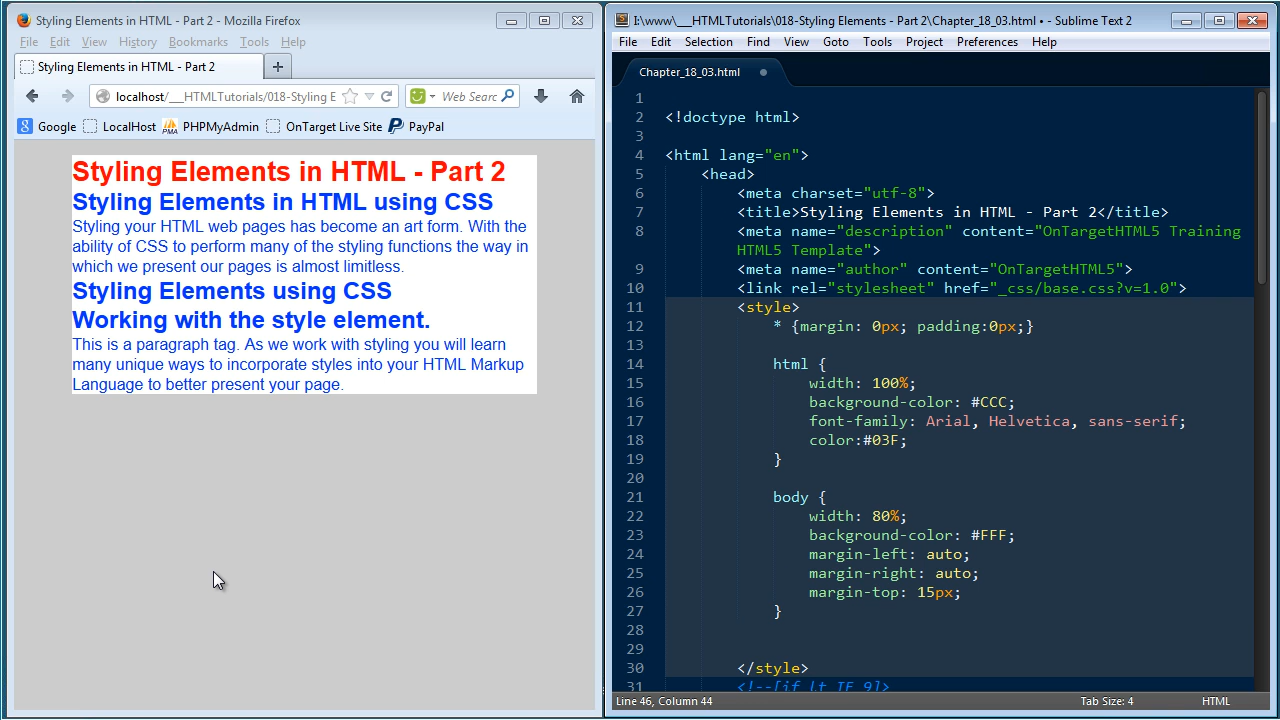 Styling Elements in HTML - Part 2 - Mozilla Firefox
File Edit View History Bookmarks Tools Help
Styling Elements in HTML - Part 2
localhost/___HTMLTutorials/018-Styling E
Web Searc
Google LocalHost PHPMyAdmin OnTarget Live Site PayPal
Styling Elements in HTML - Part 2
Styling Elements in HTML using CSS
Styling your HTML web pages has become an art form. With the
ability of CSS to perform many of the styling functions the way in
which we present our pages is almost limitless.
Styling Elements using CSS
Working with the style element.
This is a paragraph tag. As we work with styling you will learn
many unique ways to incorporate styles into your HTML Markup
Language to better present your page.
I:\www\___HTMLTutorials\018-Styling Elements - Part 2\Chapter_18_03.html • - Sublime Text 2
File Edit Selection Find View Goto Tools Project Preferences Help
Chapter_18_03.html
1
2 <!doctype html>
3
4 <html lang="en">
5 <head>
6 <meta charset="utf-8">
7 <title>Styling Elements in HTML - Part 2</title>
8 <meta name="description" content="OnTargetHTML5 Training
HTML5 Template">
9 <meta name="author" content="OnTargetHTML5">
10 <link rel="stylesheet" href="_css/base.css?v=1.0">
11 <style>
12 * {margin: 0px; padding:0px;}
13
14 html {
15 width: 100%;
16 background-color: #CCC;
17 font-family: Arial, Helvetica, sans-serif;
18 color:#03F;
19 }
20
21 body {
22 width: 80%;
23 background-color: #FFF;
24 margin-left: auto;
25 margin-right: auto;
26 margin-top: 15px;
27 }
28
29
30 </style>
31 <!--[if lt IE 9]>
Line 46, Column 44 Tab Size: 4 HTML